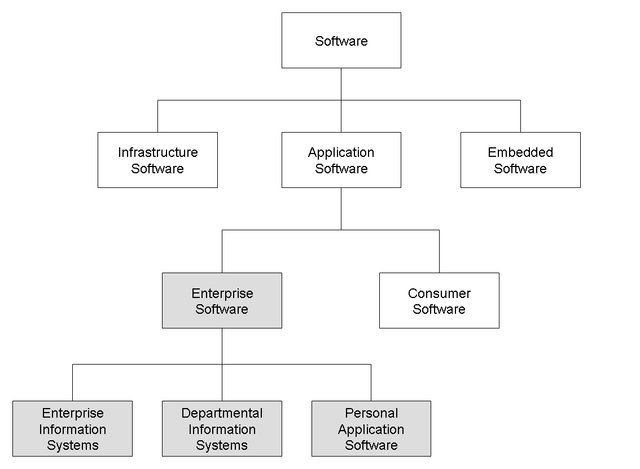 Software
Infrastructure
Software
Application
Software
Embedded
Software
Enterprise
Software
Consumer
Software
Enterprise
Information
Systems
Departmental
Information
Systems
Personal
Application
Software